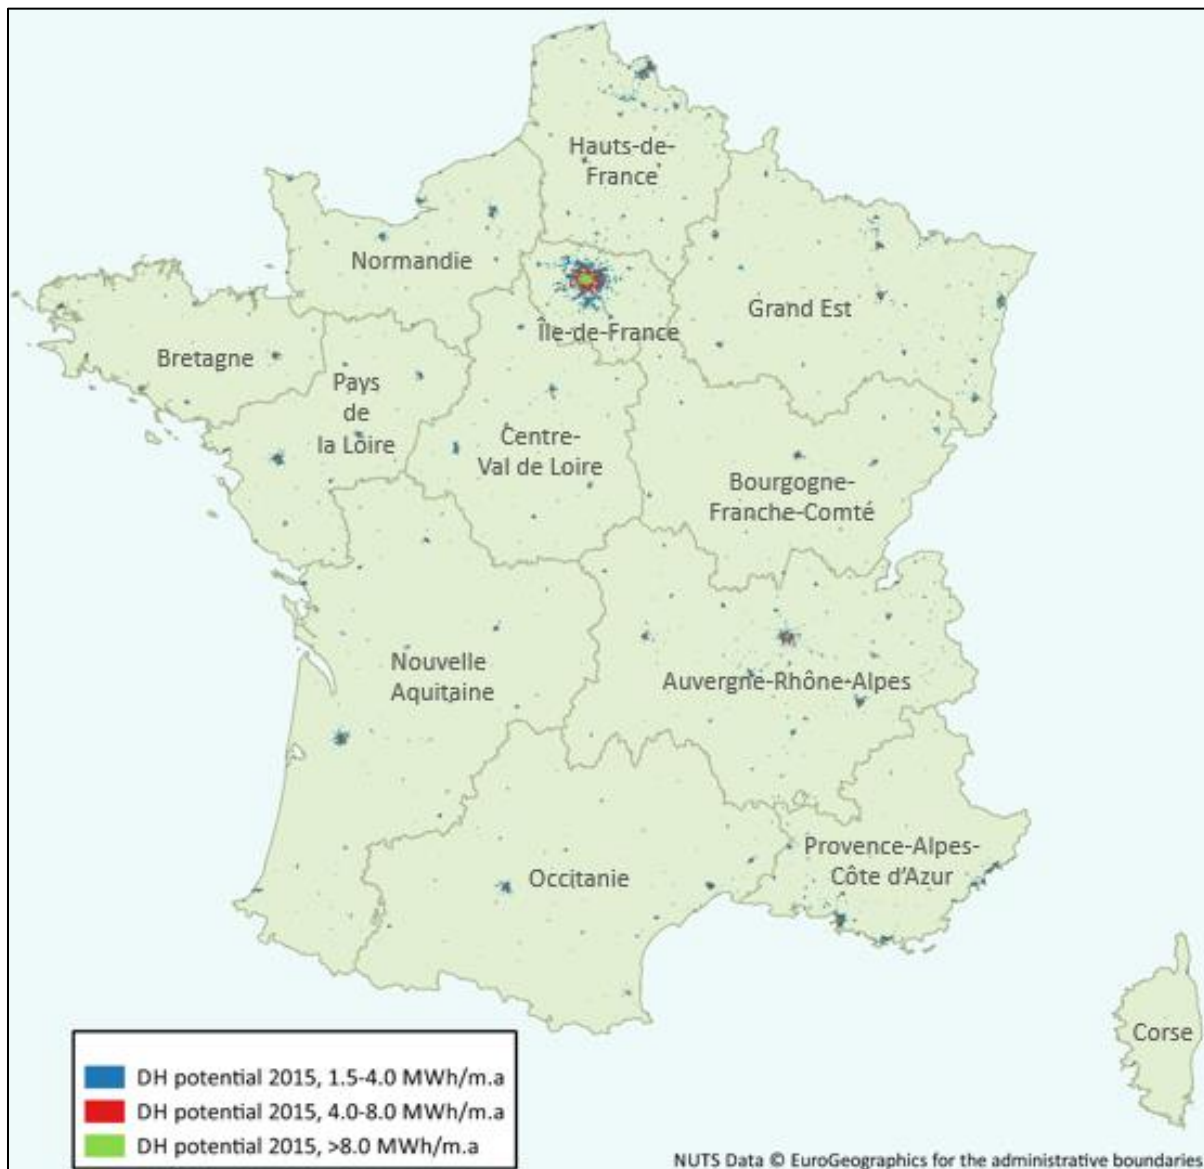 Hauts-de-
France
Normandie
Île-de-France
Grand Est
Bretagne
Pays
de
la Loire
Centre-
Val de Loire
Bourgogne-
Franche-Comté
Nouvelle
Aquitaine
Auvergne-Rhône-Alpes
Provence-Alpes-
Côte d'Azur
Occitanie
Corse
DH potential 2015, 1.5-4.0 MWh/m.a
DH potential 2015, 4.0-8.0 MWh/m.a
DH potential 2015, >8.0 MWh/m.a
NUTS Data © EuroGeographics for the administrative boundaries